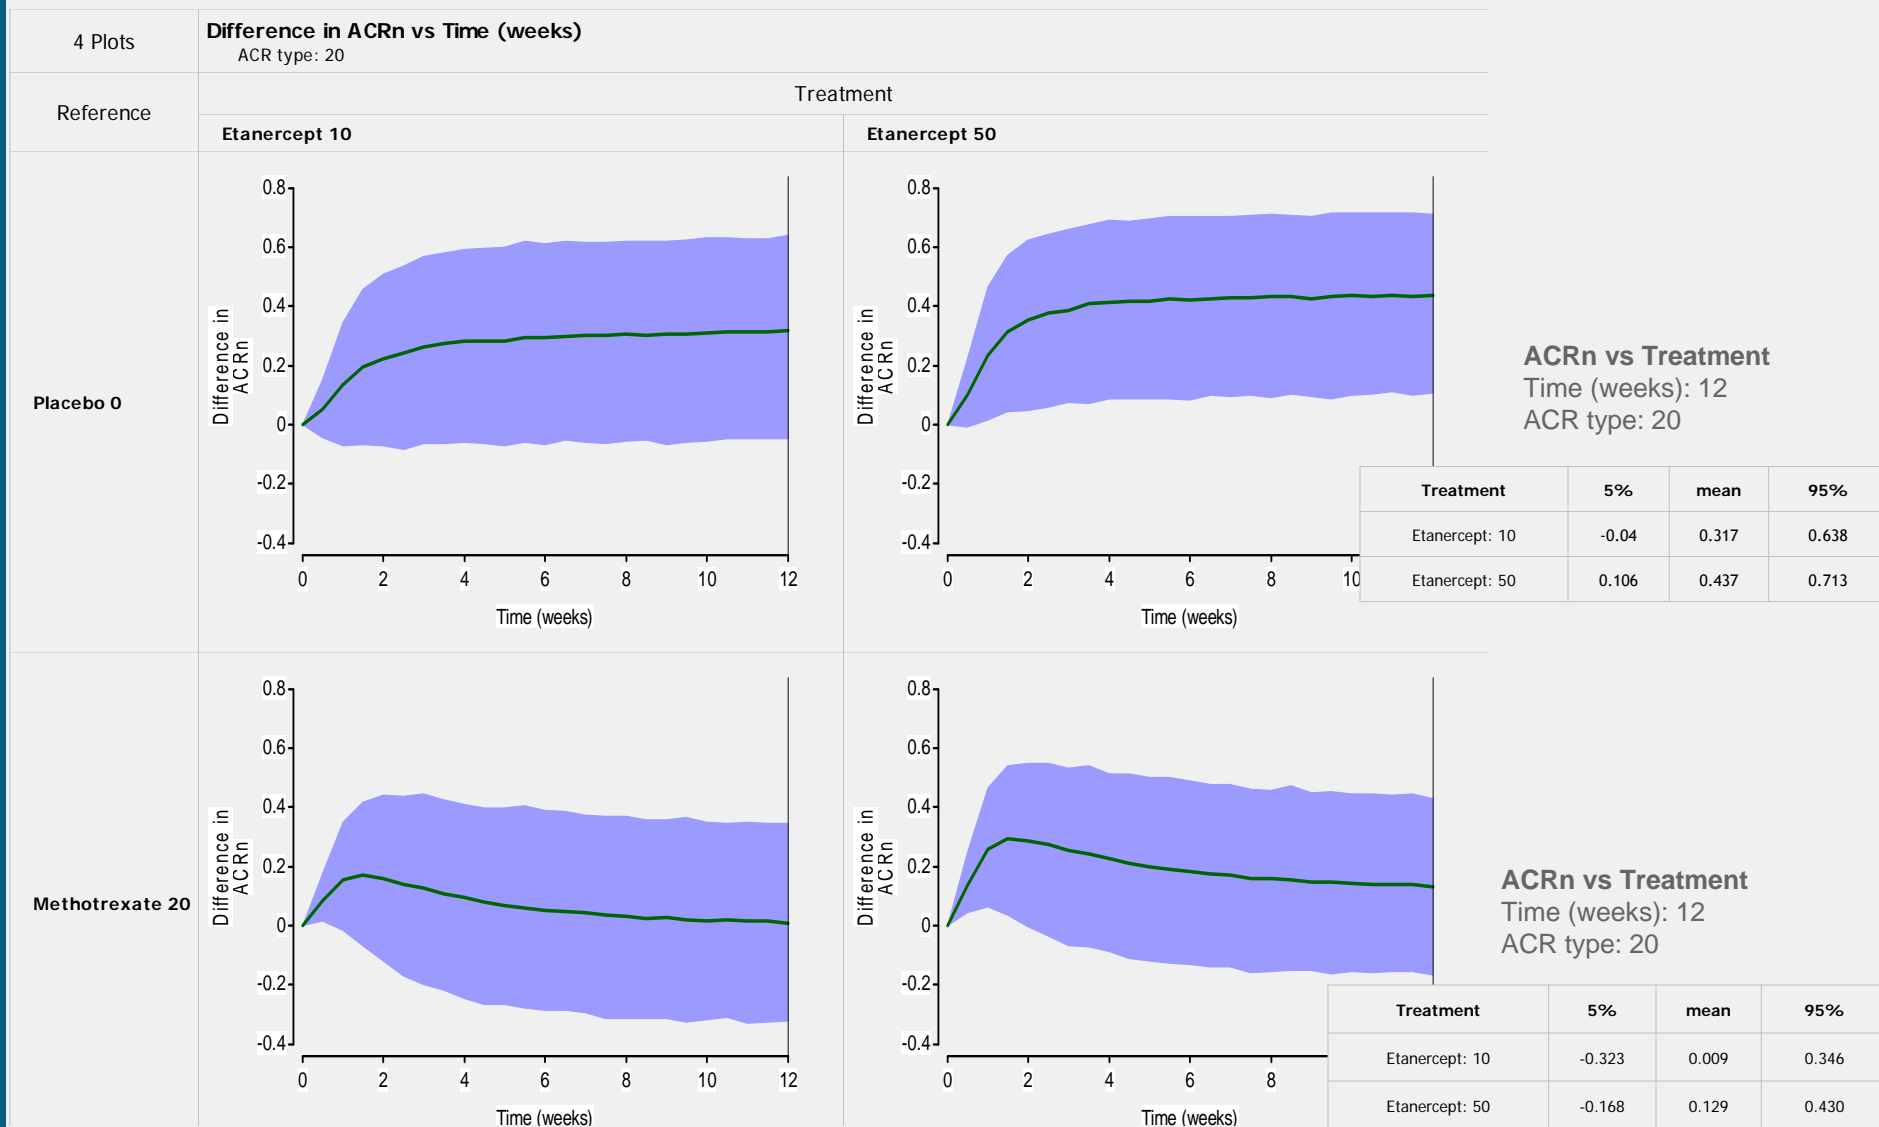 4 Plots
Difference in ACRn vs Time (weeks)
ACR type: 20
Reference
Treatment
Etanercept 10
Etanercept 50
Placebo 0
Difference in
ACRn
0.8
0.6
0.4
0.2
0
-0.2
-0.4
0 2 4 6 8 10 12
Time (weeks)
Difference in
ACRn
0.8
0.6
0.4
0.2
0
-0.2
-0.4
0 2 4 6 8 10
Time (weeks)
ACRn vs Treatment
Time (weeks): 12
ACR type: 20
Treatment 5% mean 95%
Etanercept: 10 -0.04 0.317 0.638
Etanercept: 50 0.106 0.437 0.713
Methotrexate 20
Difference in
ACRn
0.8
0.6
0.4
0.2
0
-0.2
-0.4
0 2 4 6 8 10 12
Time (weeks)
Difference in
ACRn
0.8
0.6
0.4
0.2
0
-0.2
-0.4
0 2 4 6 8
Time (weeks)
ACRn vs Treatment
Time (weeks): 12
ACR type: 20
Treatment 5% mean 95%
Etanercept: 10 -0.323 0.009 0.346
Etanercept: 50 -0.168 0.129 0.430